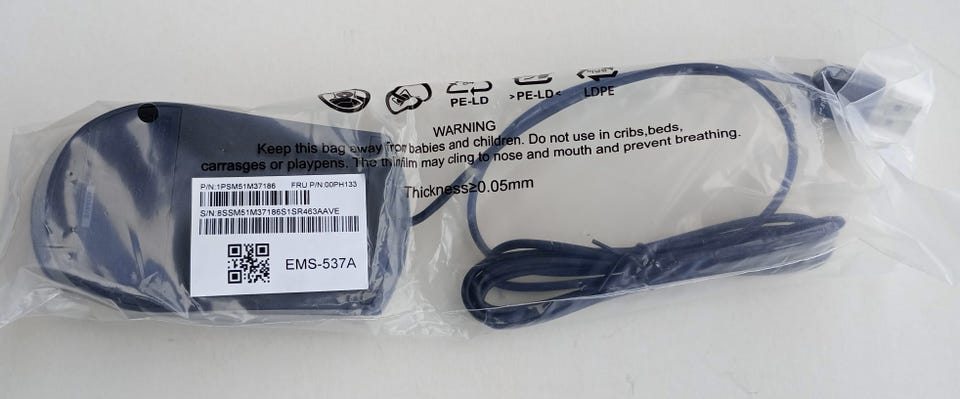 PE-LD
>PE-LD<
LDPE
WARNING
Keep this bag away from babies and children. Do not use in cribs,beds,
carrasges or playpens. The thin film may cling to nose and mouth and prevent breathing.
Thickness≥0.05mm
P/N:1PSM51M37186 FRU P/N:00PH133
S/N:8SSM51M37186S1SR463AAVE
EMS-537A